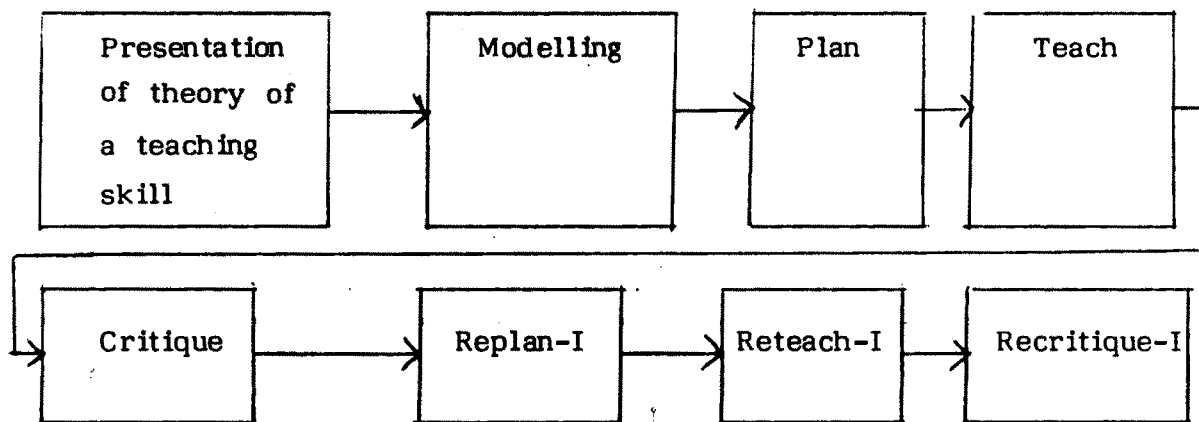 Presentation
of theory of
a teaching
skill
Modelling
Plan
Teach
Critique
Replan-I
Reteach-I
Recritique-I